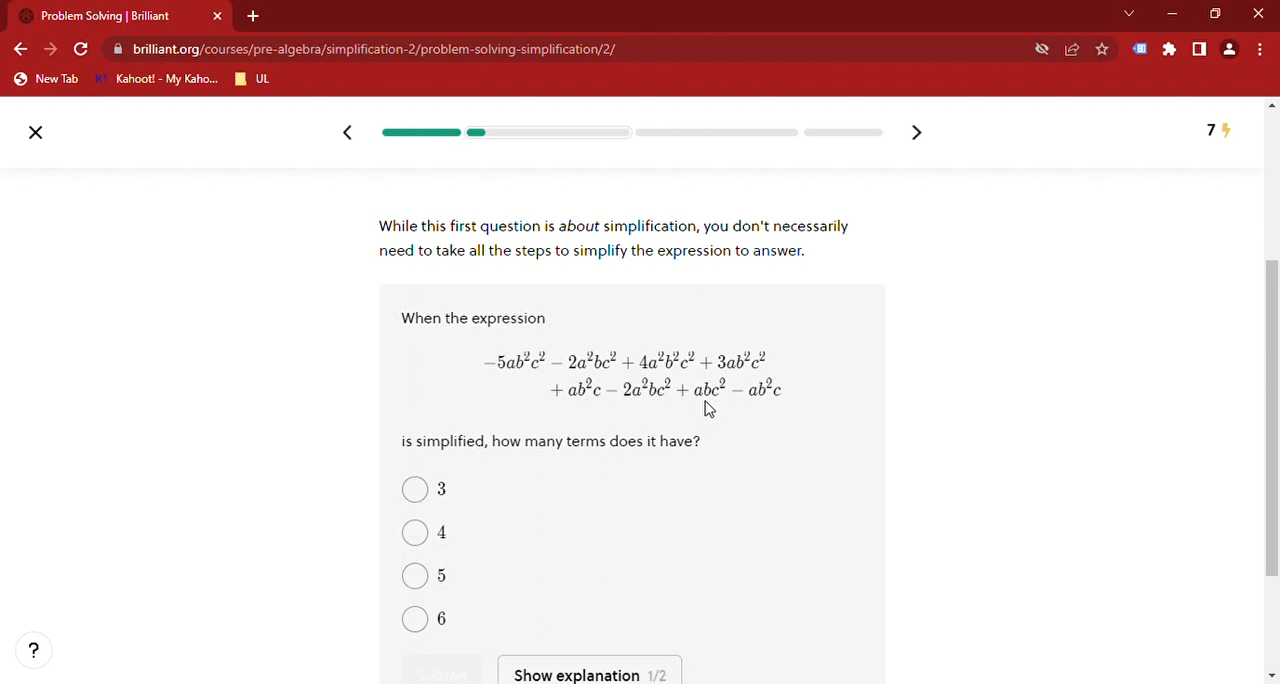 Problem Solving | Brilliant
brilliant.org/courses/pre-algebra/simplification-2/problem-solving-simplification/2/
New Tab K! Kahoot! - My Kaho... UL
7
While this first question is about simplification, you don't necessarily
need to take all the steps to simplify the expression to answer.
When the expression
−5ab²c² − 2a²bc² + 4a²b²c² + 3ab²c²
+ ab²c − 2a²bc² + abc² − ab²c
is simplified, how many terms does it have?
3
4
5
6
Submit Show explanation 1/2
?